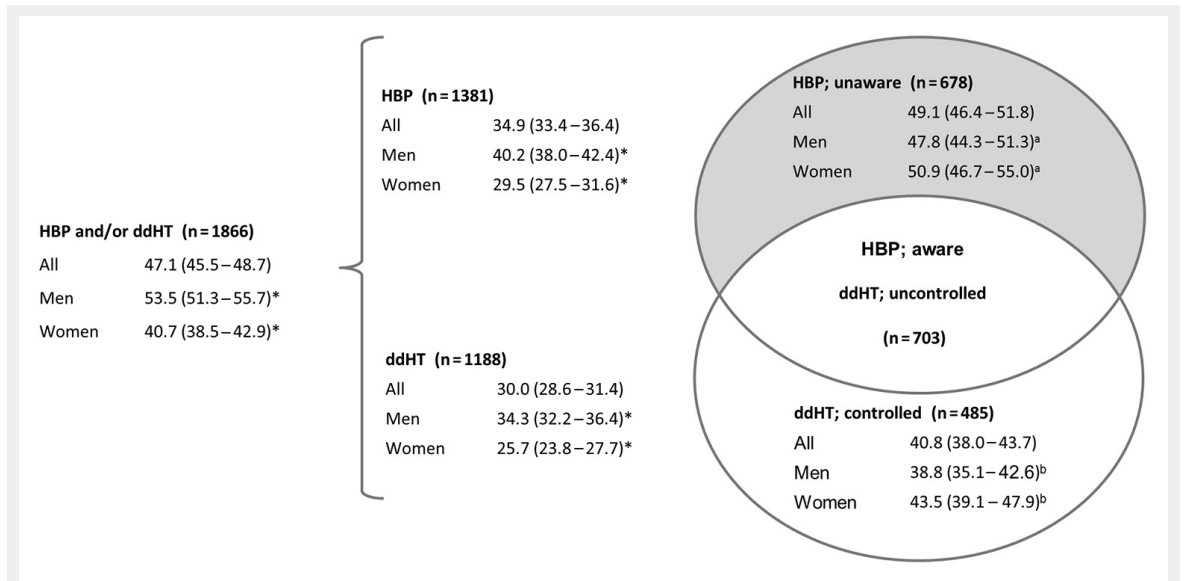 HBP and/or ddHT (n=1866)
All 47.1 (45.5–48.7)
Men 53.5 (51.3–55.7)*
Women 40.7 (38.5–42.9)*
HBP (n=1381)
All 34.9 (33.4–36.4)
Men 40.2 (38.0–42.4)*
Women 29.5 (27.5–31.6)*
ddHT (n=1188)
All 30.0 (28.6–31.4)
Men 34.3 (32.2–36.4)*
Women 25.7 (23.8–27.7)*
HBP; unaware (n=678)
All 49.1 (46.4–51.8)
Men 47.8 (44.3–51.3)ᵃ
Women 50.9 (46.7–55.0)ᵃ
HBP; aware
ddHT; uncontrolled
(n=703)
ddHT; controlled (n=485)
All 40.8 (38.0–43.7)
Men 38.8 (35.1–42.6)ᵇ
Women 43.5 (39.1–47.9)ᵇ